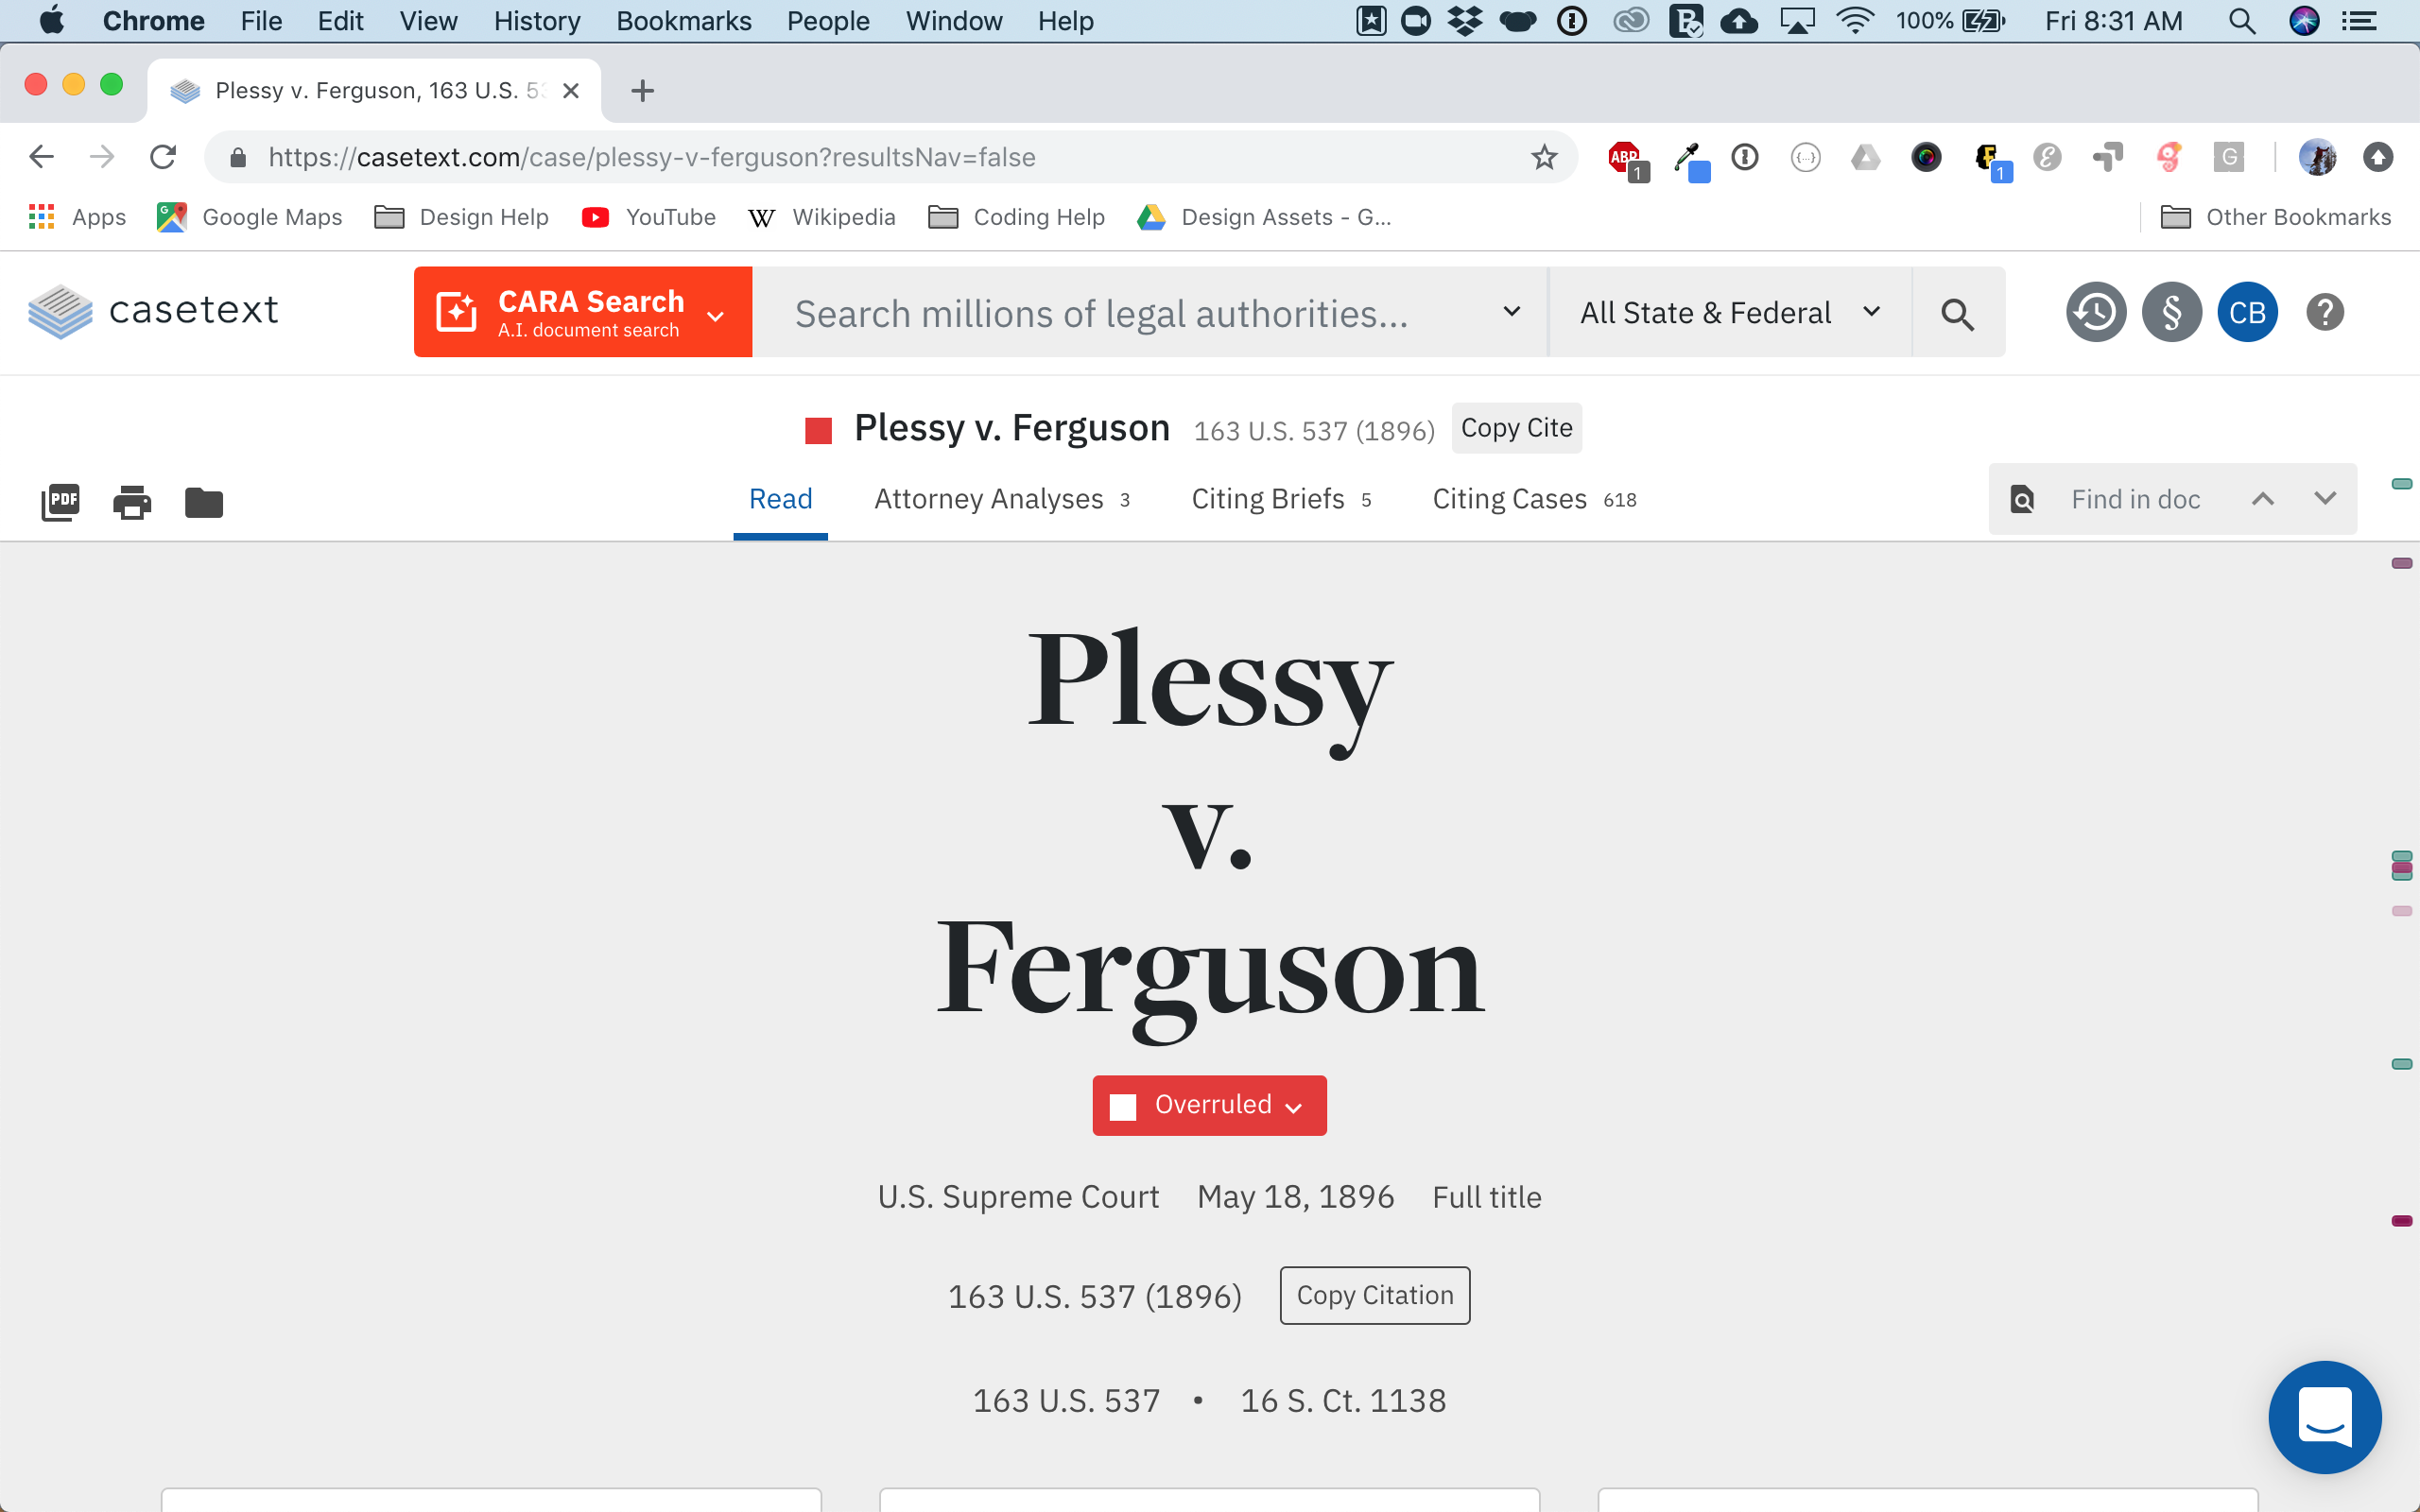 Chrome File Edit View History Bookmarks People Window Help 100% Fri 8:31 AM
Plessy v. Ferguson, 163 U.S. 53
https://casetext.com/case/plessy-v-ferguson?resultsNav=false ABP 1 1 G
Apps Google Maps Design Help YouTube W Wikipedia Coding Help Design Assets - G... Other Bookmarks
casetext
CARA Search
A.I. document search
Search millions of legal authorities... All State & Federal § CB ?
Plessy v. Ferguson 163 U.S. 537 (1896) Copy Cite
PDF Read Attorney Analyses 3 Citing Briefs 5 Citing Cases 618 Find in doc
Plessy
v.
Ferguson
Overruled
U.S. Supreme Court May 18, 1896 Full title
163 U.S. 537 (1896) Copy Citation
163 U.S. 537 • 16 S. Ct. 1138